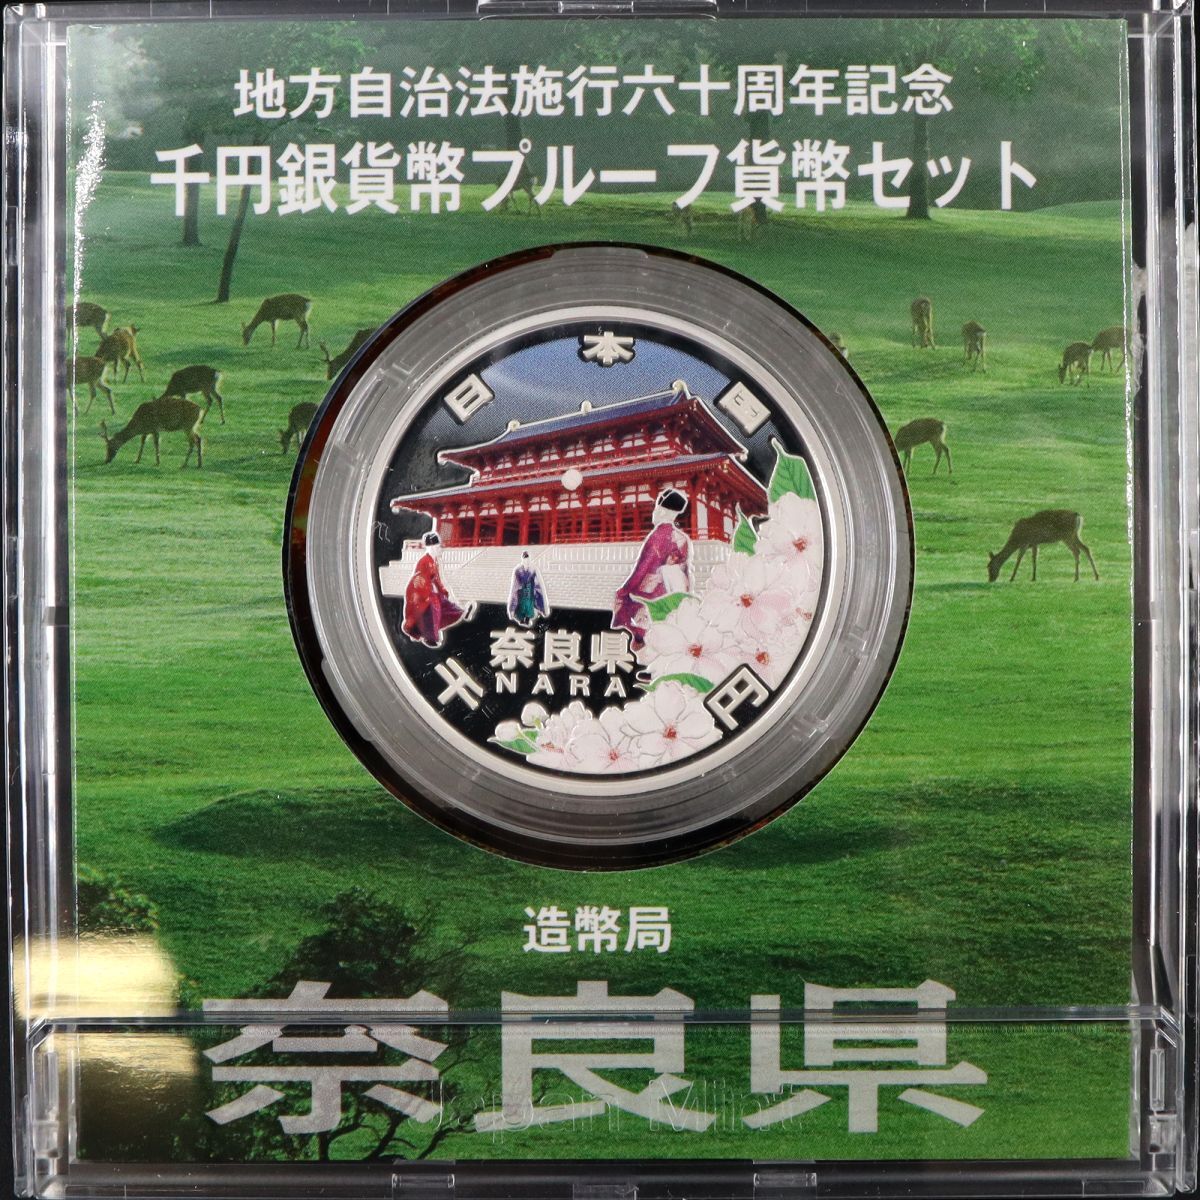 地方自治法施行六十周年記念
千円銀貨幣プルーフ貨幣セット
日本国
奈良県
NARA
千円
造幣局
奈良県
Japan Mint